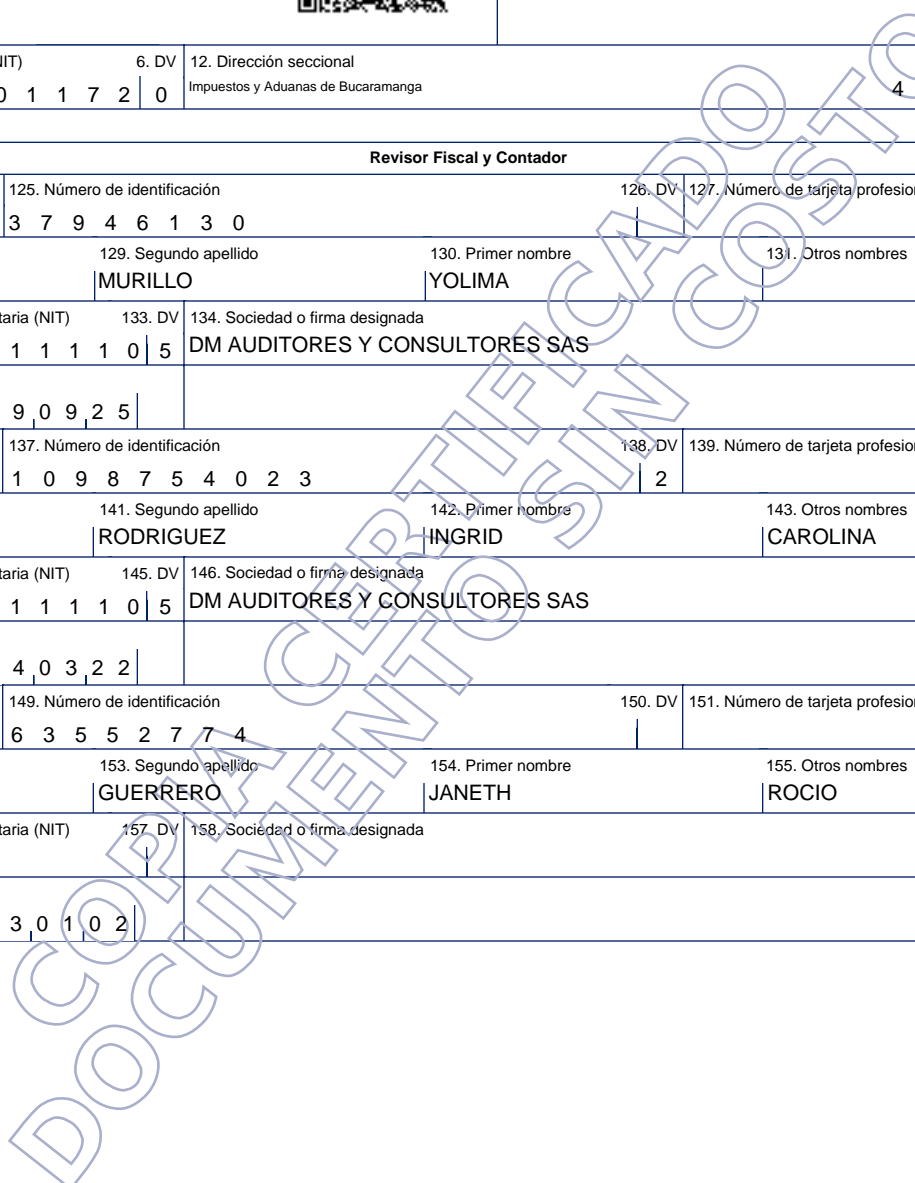 NIT) 6. DV 12. Dirección seccional
0 1 1 7 2 0 Impuestos y Aduanas de Bucaramanga 4
Revisor Fiscal y Contador
125. Número de identificación 126. DV 127. Número de tarjeta profesion
3 7 9 4 6 1 3 0
129. Segundo apellido 130. Primer nombre 131. Otros nombres
MURILLO YOLIMA
taria (NIT) 133. DV 134. Sociedad o firma designada
1 1 1 1 0 5 DM AUDITORES Y CONSULTORES SAS
9 0 9 2 5
137. Número de identificación 138. DV 139. Número de tarjeta profesion
1 0 9 8 7 5 4 0 2 3 2
141. Segundo apellido 142. Primer nombre 143. Otros nombres
RODRIGUEZ INGRID CAROLINA
taria (NIT) 145. DV 146. Sociedad o firma designada
1 1 1 1 0 5 DM AUDITORES Y CONSULTORES SAS
4 0 3 2 2
149. Número de identificación 150. DV 151. Número de tarjeta profesion
6 3 5 5 2 7 7 4
153. Segundo apellido 154. Primer nombre 155. Otros nombres
GUERRERO JANETH ROCIO
taria (NIT) 157. DV 158. Sociedad o firma designada
3 0 1 0 2
COPIA CERTIFICADO
DOCUMENTO SIN COSTO